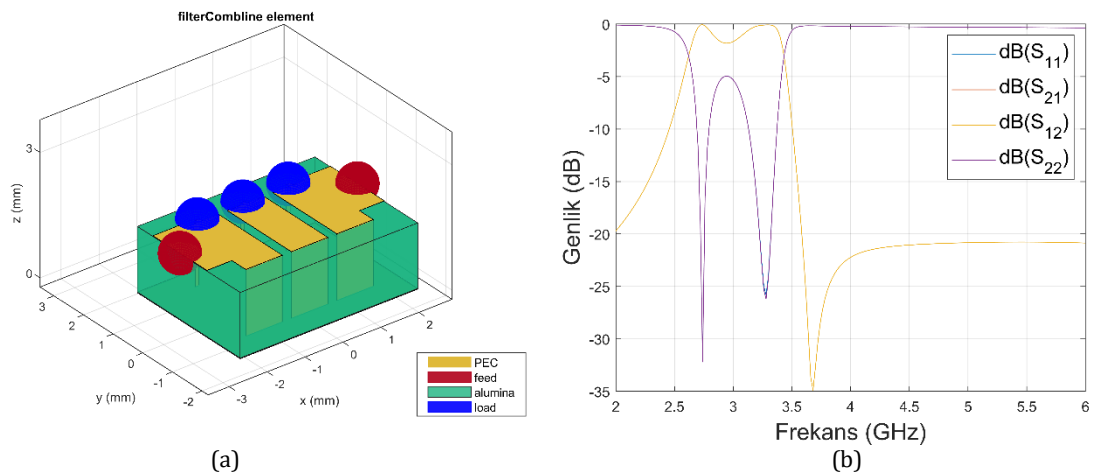 filterCombline element
z (mm)
3
0
3
2
1
0
-1
-2
y (mm)
-3
-2
-1
0
1
2
x (mm)
PEC
feed
alumina
load
(a)
0
-5
-10
-15
-20
-25
-30
-35
Genlik (dB)
2
2.5
3
3.5
4
4.5
5
5.5
6
Frekans (GHz)
dB(S11)
dB(S21)
dB(S12)
dB(S22)
(b)